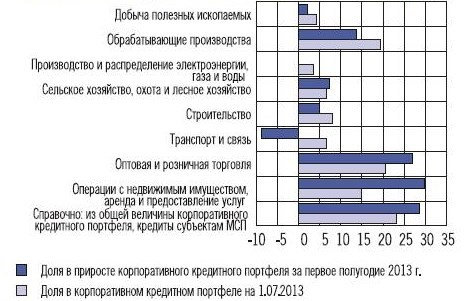 Добыча полезных ископаемых
Обрабатывающие производства
Производство и распределение электроэнергии,
газа и воды
Сельское хозяйство, охота и лесное хозяйство
Строительство
Транспорт и связь
Оптовая и розничная торговля
Операции с недвижимым имуществом,
аренда и предоставление услуг
Справочно: из общей величины корпоративного
кредитного портфеля, кредиты субъектам МСП
-10 -5 0 5 10 15 20 25 30 35
Доля в приросте корпоративного кредитного портфеля за первое полугодие 2013 г.
Доля в корпоративном кредитном портфеле на 1.07.2013